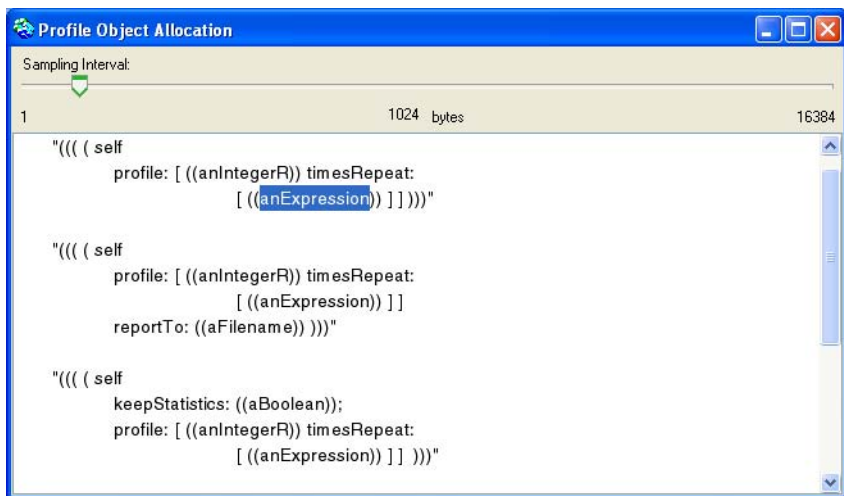 Profile Object Allocation
Sampling Interval:
1 1024 bytes 16384
"((( ( self
profile: [ ((anIntegerR)) timesRepeat:
[ ((anExpression)) ] ] )))"
"((( ( self
profile: [ ((anIntegerR)) timesRepeat:
[ ((anExpression)) ] ]
reportTo: ((aFilename)) )))"
"((( ( self
keepStatistics: ((aBoolean));
profile: [ ((anIntegerR)) timesRepeat:
[ ((anExpression)) ] ] )))"